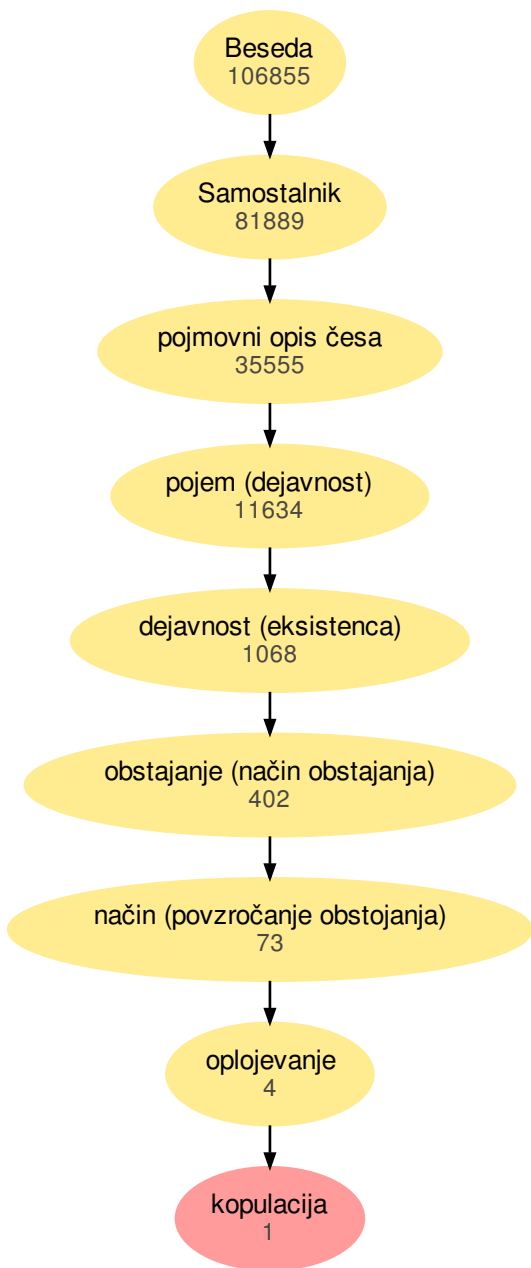 Beseda
106855
Samostalnik
81889
pojmovni opis česa
35555
pojem (dejavnost)
11634
dejavnost (eksistenca)
1068
obstajanje (način obstajanja)
402
način (povzročanje obstojanja)
73
oplojevanje
4
kopulacija
1